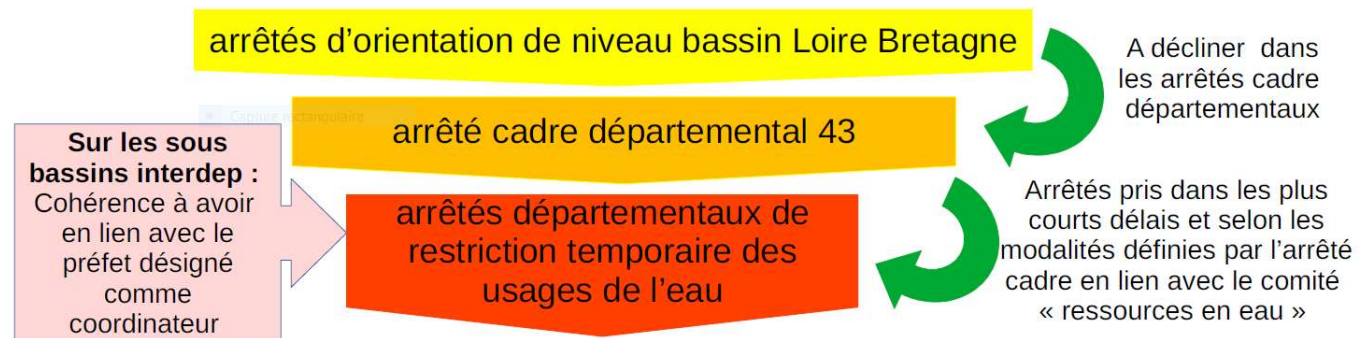 arrêtés d’orientation de niveau bassin Loire Bretagne
A décliner dans
les arrêtés cadre
départementaux
Capture rectangulaire
arrêté cadre départemental 43
Sur les sous
bassins interdep :
Cohérence à avoir
en lien avec le
préfet désigné
comme
coordinateur
arrêtés départementaux de
restriction temporaire des
usages de l’eau
Arrêtés pris dans les plus
courts délais et selon les
modalités définies par l’arrêté
cadre en lien avec le comité
« ressources en eau »